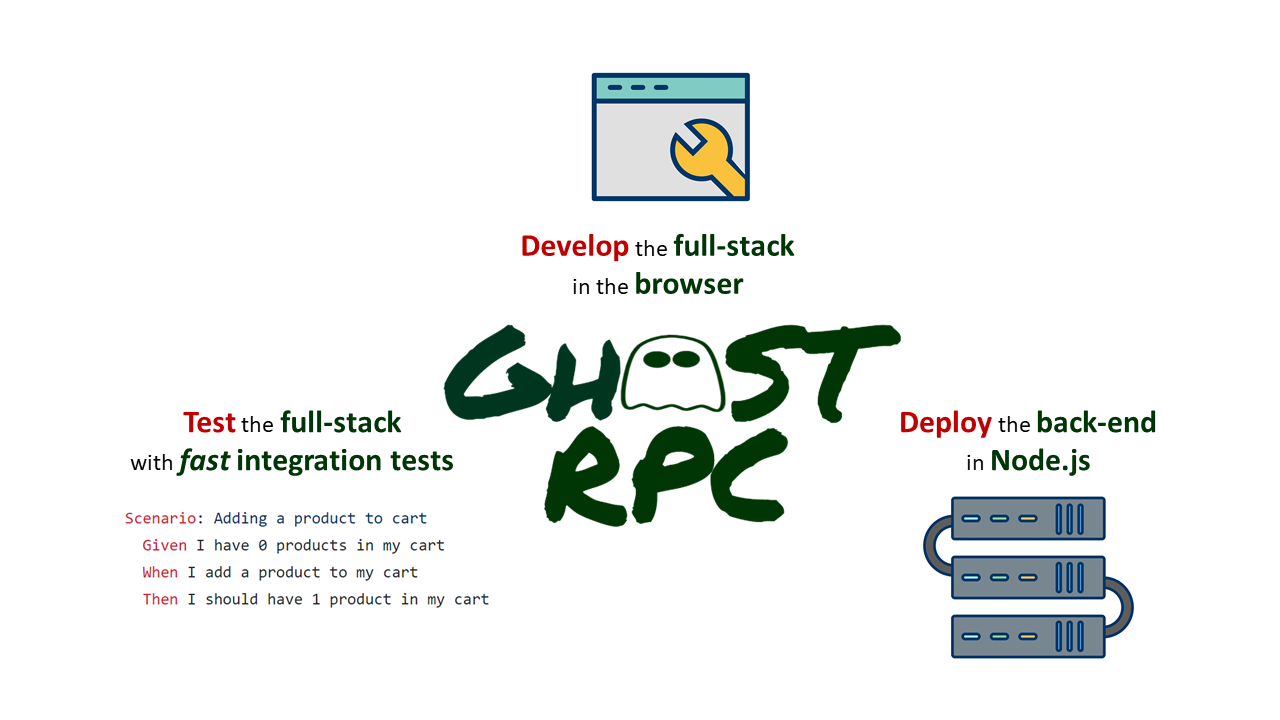 Develop the full-stack
in the browser
GHOST
RPC
Test the full-stack
with fast integration tests
Scenario: Adding a product to cart
Given I have 0 products in my cart
When I add a product to my cart
Then I should have 1 product in my cart
Deploy the back-end
in Node.js